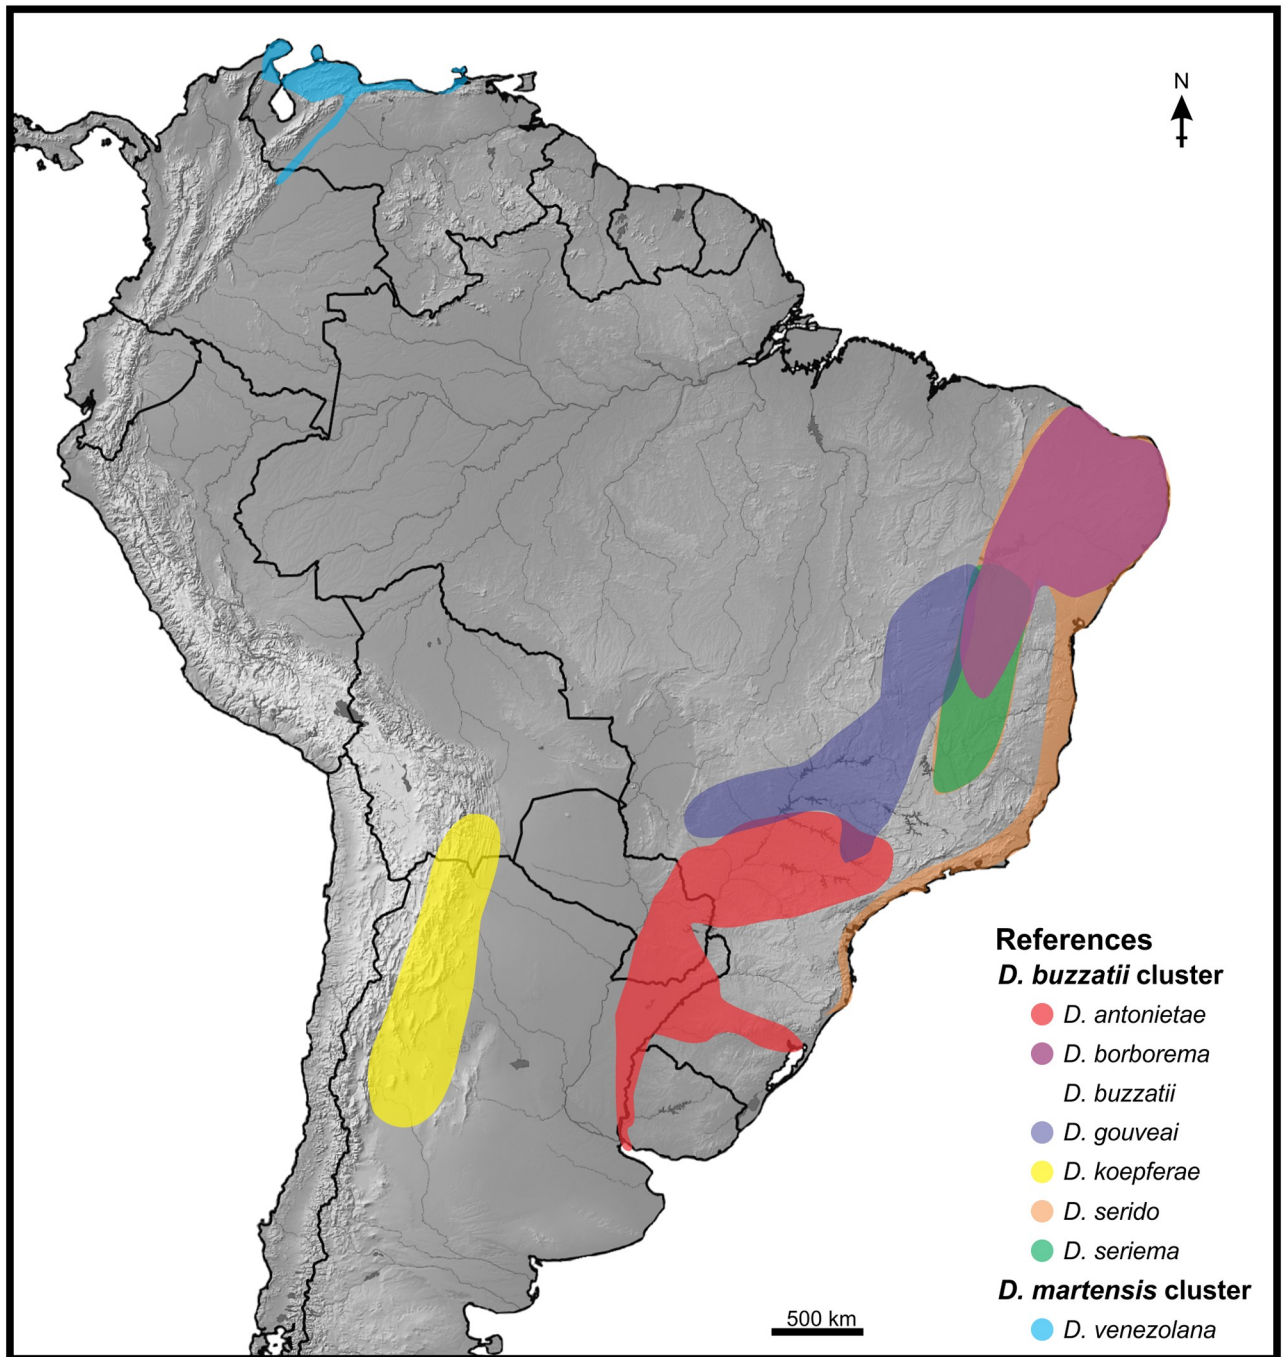 N
References
D. buzzatii cluster
D. antonietae
D. borborema
D. buzzatii
D. gouveai
D. koepferae
D. serido
D. seriema
D. martensis cluster
D. venezolana
500 km